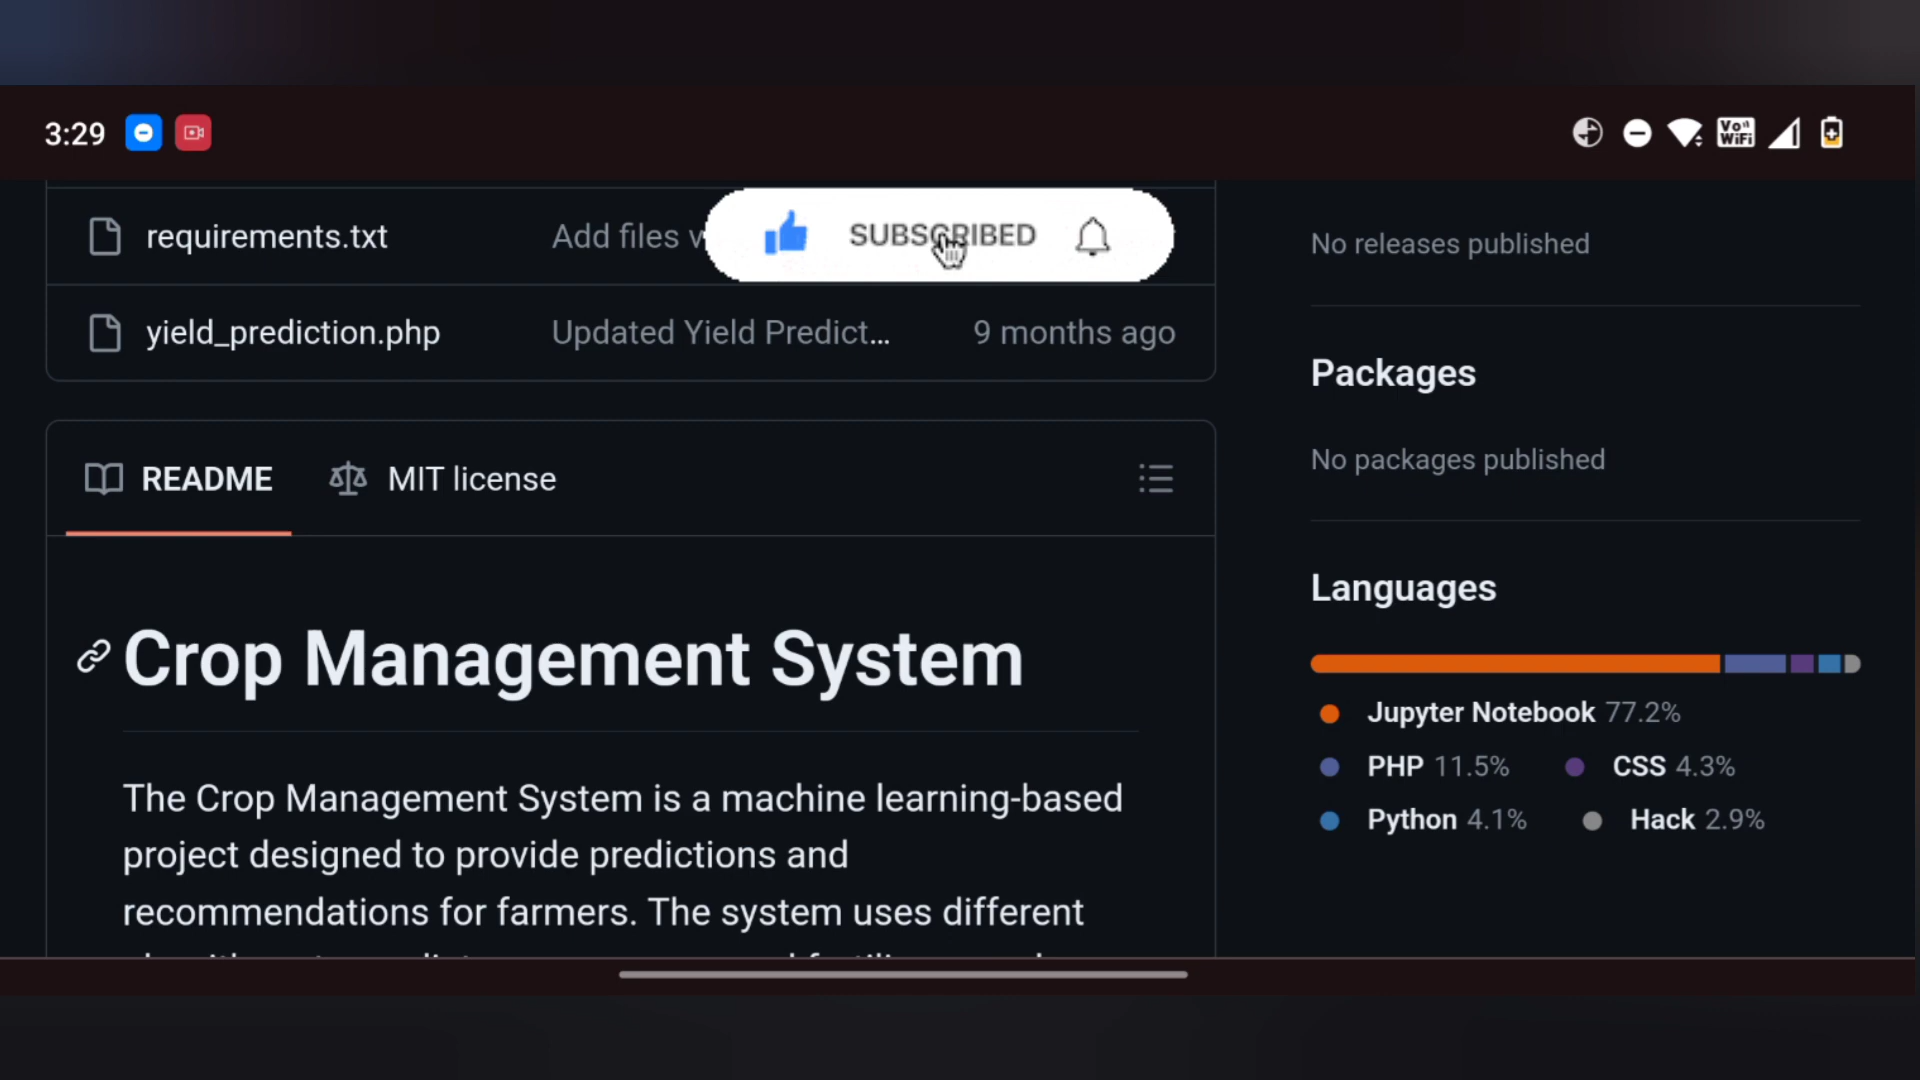 3:29
Vo WiFi
requirements.txt
Add files
SUBSCRIBED
yield_prediction.php
Updated Yield Predict...
9 months ago
README
MIT license
Crop Management System
The Crop Management System is a machine learning-based
project designed to provide predictions and
recommendations for farmers. The system uses different
No releases published
Packages
No packages published
Languages
Jupyter Notebook 77.2%
PHP 11.5%
CSS 4.3%
Python 4.1%
Hack 2.9%